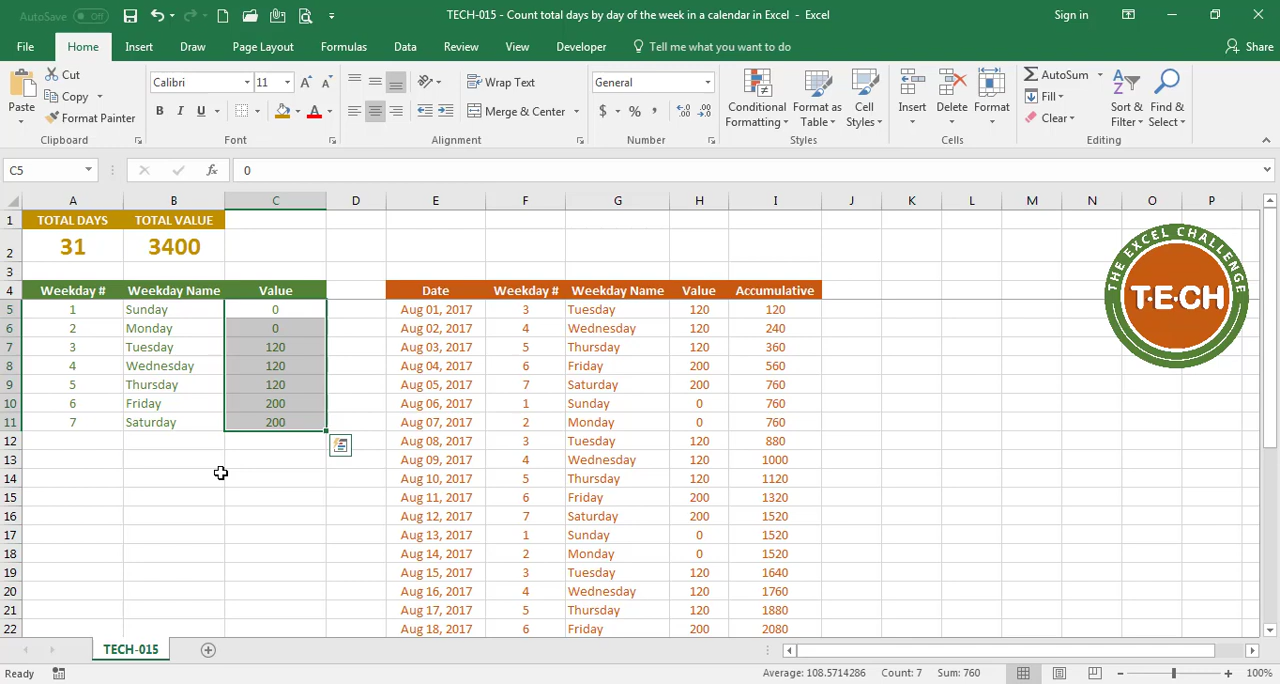 AutoSave Off TECH-015 - Count total days by day of the week in a calendar in Excel - Excel Sign in
File Home Insert Draw Page Layout Formulas Data Review View Developer Tell me what you want to do Share
Paste Cut Copy Format Painter Clipboard
Calibri 11 B I U A Font
Wrap Text Merge & Center Alignment
General $ % , Number
Conditional Formatting Format as Table Cell Styles Styles
Insert Delete Format Cells
AutoSum Fill Clear Sort & Filter Find & Select Editing
C5 fx 0
A B C D E F G H I J K L M N O P
1 TOTAL DAYS TOTAL VALUE
2 31 3400
3
4 Weekday # Weekday Name Value Date Weekday # Weekday Name Value Accumulative
5 1 Sunday 0 Aug 01, 2017 3 Tuesday 120 120
6 2 Monday 0 Aug 02, 2017 4 Wednesday 120 240
7 3 Tuesday 120 Aug 03, 2017 5 Thursday 120 360
8 4 Wednesday 120 Aug 04, 2017 6 Friday 200 560
9 5 Thursday 120 Aug 05, 2017 7 Saturday 200 760
10 6 Friday 200 Aug 06, 2017 1 Sunday 0 760
11 7 Saturday 200 Aug 07, 2017 2 Monday 0 760
12 Aug 08, 2017 3 Tuesday 120 880
13 Aug 09, 2017 4 Wednesday 120 1000
14 Aug 10, 2017 5 Thursday 120 1120
15 Aug 11, 2017 6 Friday 200 1320
16 Aug 12, 2017 7 Saturday 200 1520
17 Aug 13, 2017 1 Sunday 0 1520
18 Aug 14, 2017 2 Monday 0 1520
19 Aug 15, 2017 3 Tuesday 120 1640
20 Aug 16, 2017 4 Wednesday 120 1760
21 Aug 17, 2017 5 Thursday 120 1880
22 Aug 18, 2017 6 Friday 200 2080
THE EXCEL CHALLENGE
T·E·CH
TECH-015
Ready Average: 108.5714286 Count: 7 Sum: 760 100%